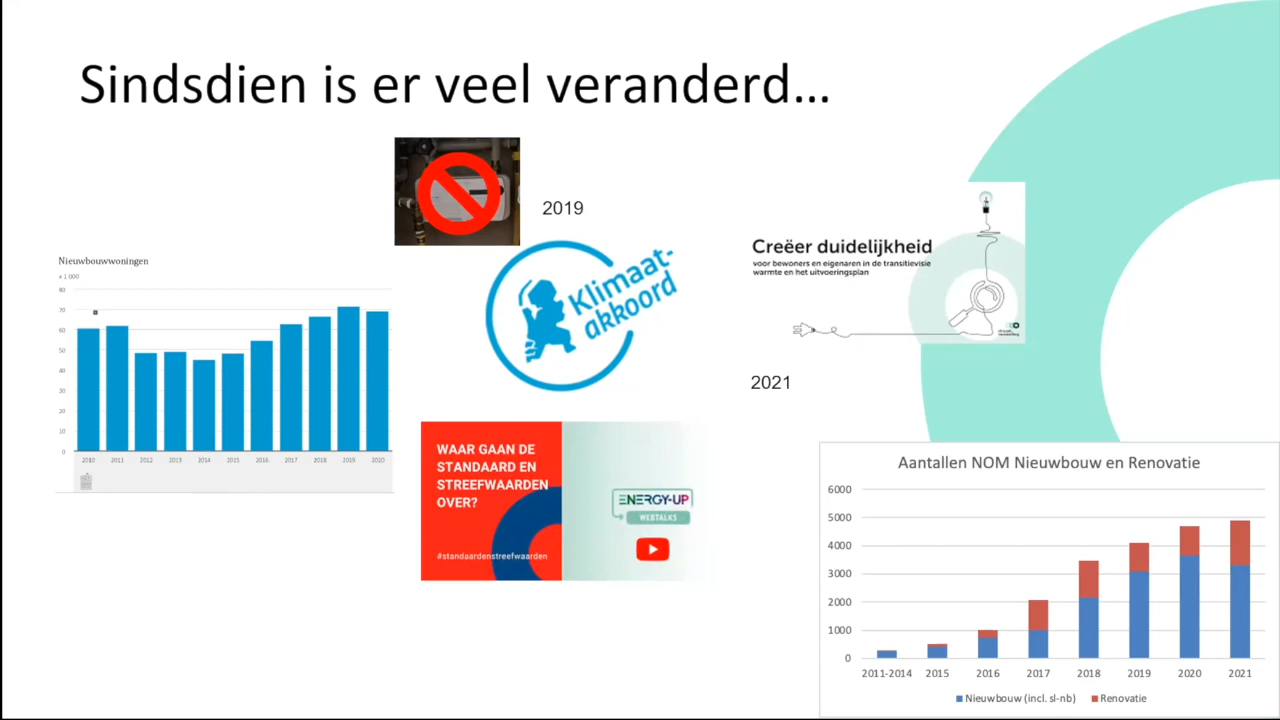 Sindsdien is er veel veranderd...
2019
Klimaat-
akkoord
Creëer duidelijkheid
voor bewoners en eigenaren in de transitievisie
warmte en het uitvoeringsplan
2021
Nieuwbouwwoningen
x 1 000
80
70
60
50
40
30
20
10
0
2010 2011 2012 2013 2014 2015 2016 2017 2018 2019 2020
WAAR GAAN DE
STANDAARD EN
STREEFWAARDEN
OVER?
#standaardenstreefwaarden
ENERGY-UP
WEBTALKS
Aantallen NOM Nieuwbouw en Renovatie
6000
5000
4000
3000
2000
1000
0
2011-2014 2015 2016 2017 2018 2019 2020 2021
Nieuwbouw (incl. sl-nb) Renovatie